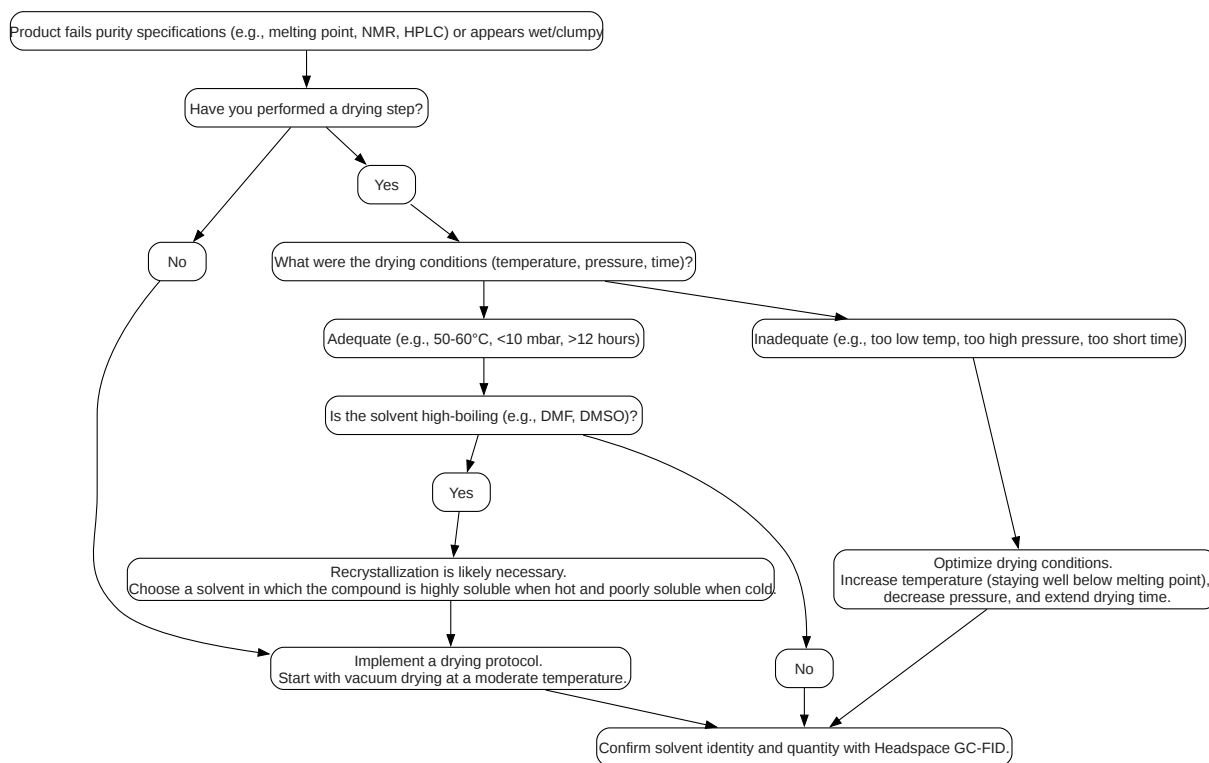 Product fails purity specifications (e.g., melting point, NMR, HPLC) or appears wet/clumpy
Have you performed a drying step?
Yes
No
What were the drying conditions (temperature, pressure, time)?
Adequate (e.g., 50-60°C, <10 mbar, >12 hours)
Inadequate (e.g., too low temp, too high pressure, too short time)
Is the solvent high-boiling (e.g., DMF, DMSO)?
Yes
Recrystallization is likely necessary.
Choose a solvent in which the compound is highly soluble when hot and poorly soluble when cold.
Optimize drying conditions.
Increase temperature (staying well below melting point),
decrease pressure, and extend drying time.
Implement a drying protocol.
Start with vacuum drying at a moderate temperature.
No
Confirm solvent identity and quantity with Headspace GC-FID.